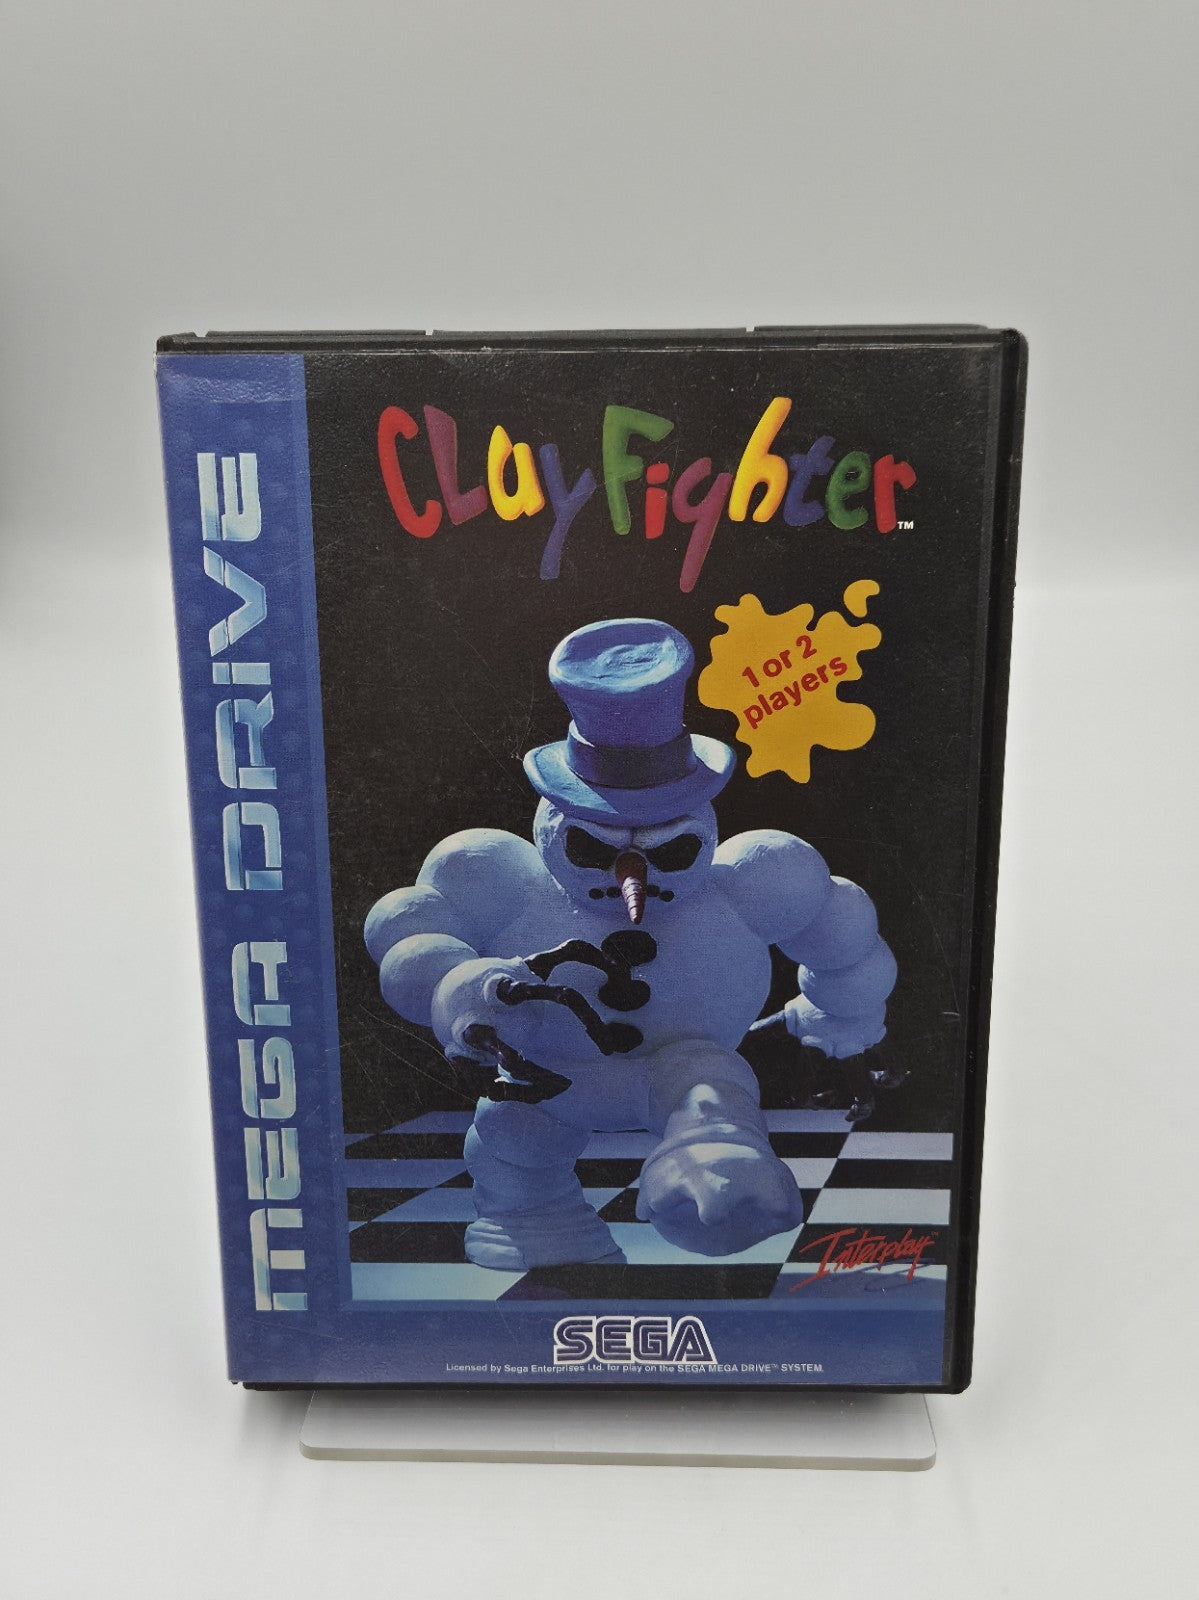 MEGA DRIVE
ClayFighter™
1 or 2
players
Interplay™
SEGA
Licensed by Sega Enterprises Ltd. for play on the SEGA MEGA DRIVE™ SYSTEM.